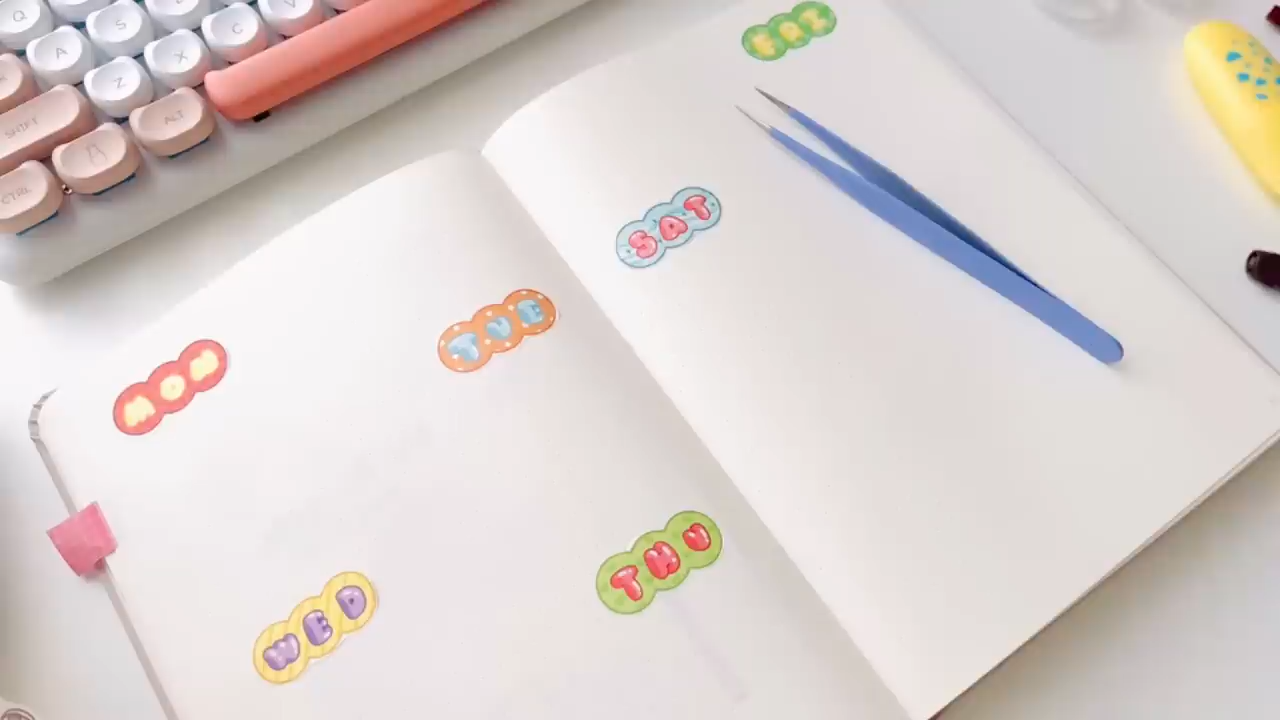 Q
A S
Z X C V
SHIFT
CTRL ALT
MON
TUE
WED
THU
SAT